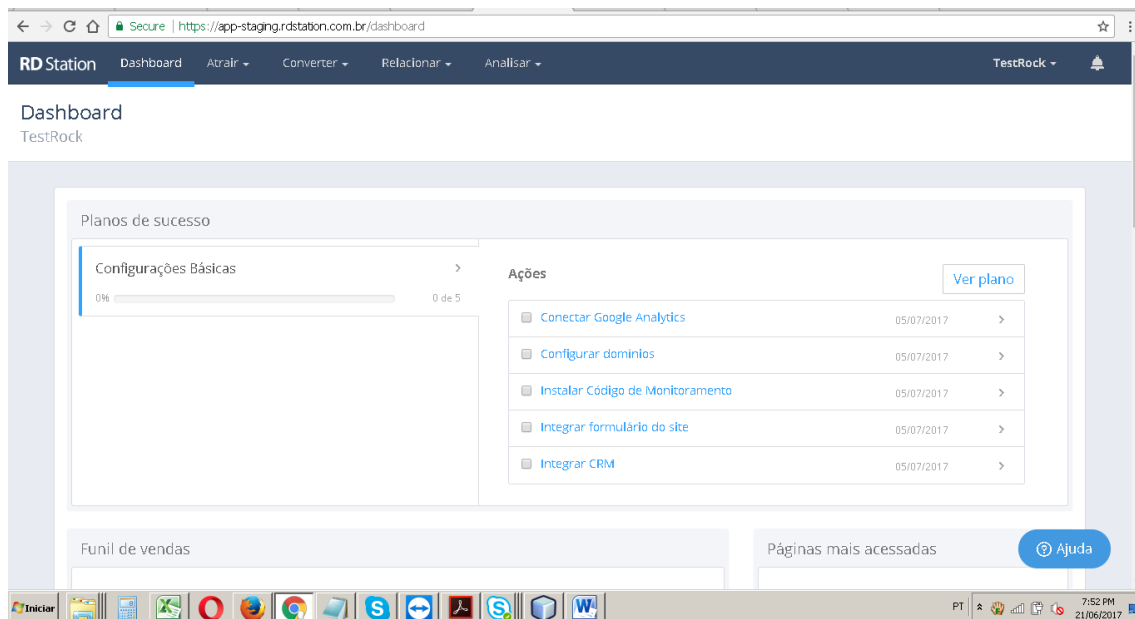 Secure | https://app-staging.rdstation.com.br/dashboard
RD Station Dashboard Atrair Converter Relacionar Analisar TestRock
Dashboard
TestRock
Planos de sucesso
Configurações Básicas
0% 0 de 5
Ações Ver plano
Conectar Google Analytics 05/07/2017
Configurar domínios 05/07/2017
Instalar Código de Monitoramento 05/07/2017
Integrar formulário do site 05/07/2017
Integrar CRM 05/07/2017
Funil de vendas Páginas mais acessadas
Ajuda
Iniciar PT 7:52 PM
21/06/2017